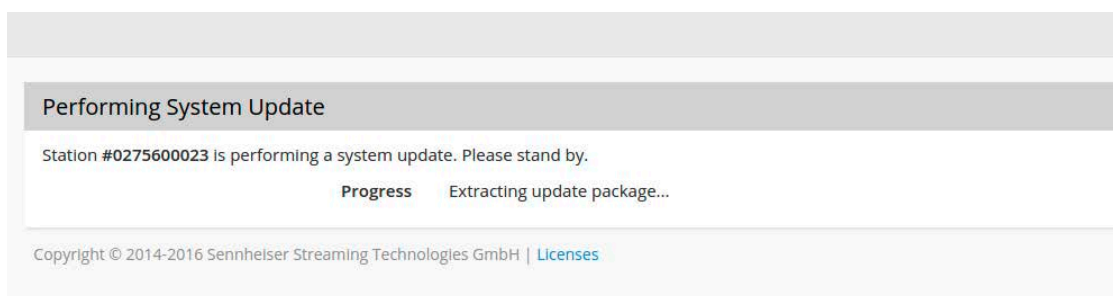 Performing System Update
Station #0275600023 is performing a system update. Please stand by.
Progress Extracting update package...
Copyright © 2014-2016 Sennheiser Streaming Technologies GmbH | Licenses